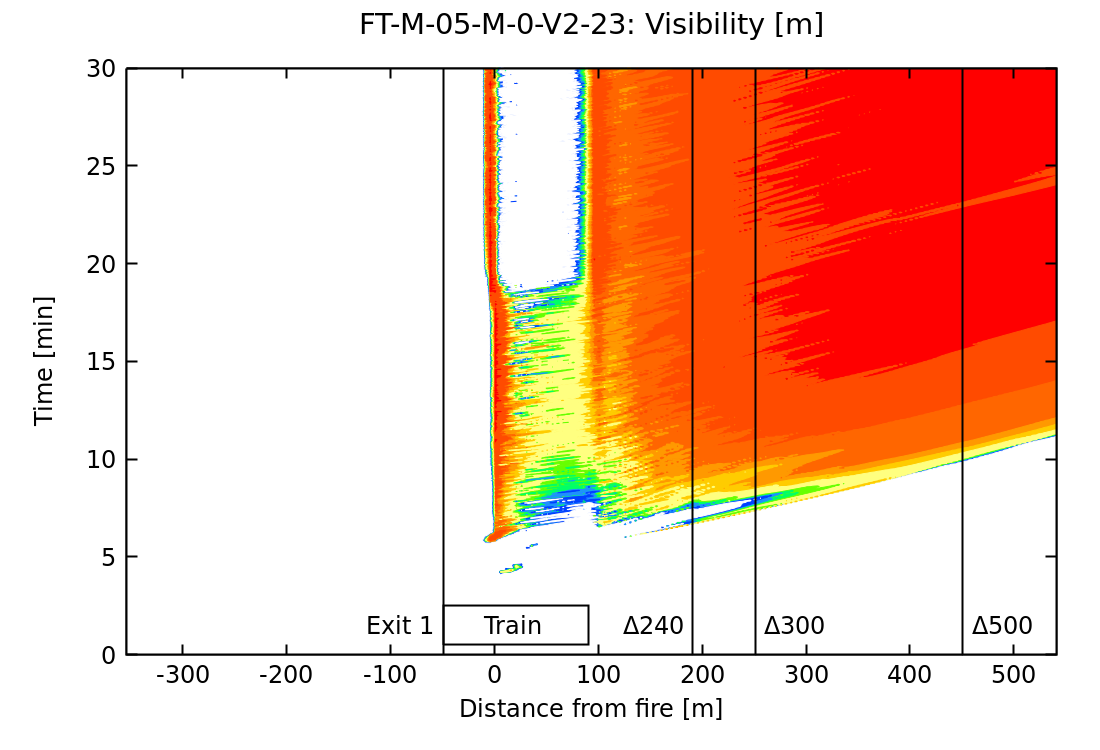 FT-M-05-M-0-V2-23: Visibility [m]
30
25
20
15
10
5
0
Time [min]
Exit 1
Train
Δ240
Δ300
Δ500
-300 -200 -100 0 100 200 300 400 500
Distance from fire [m]